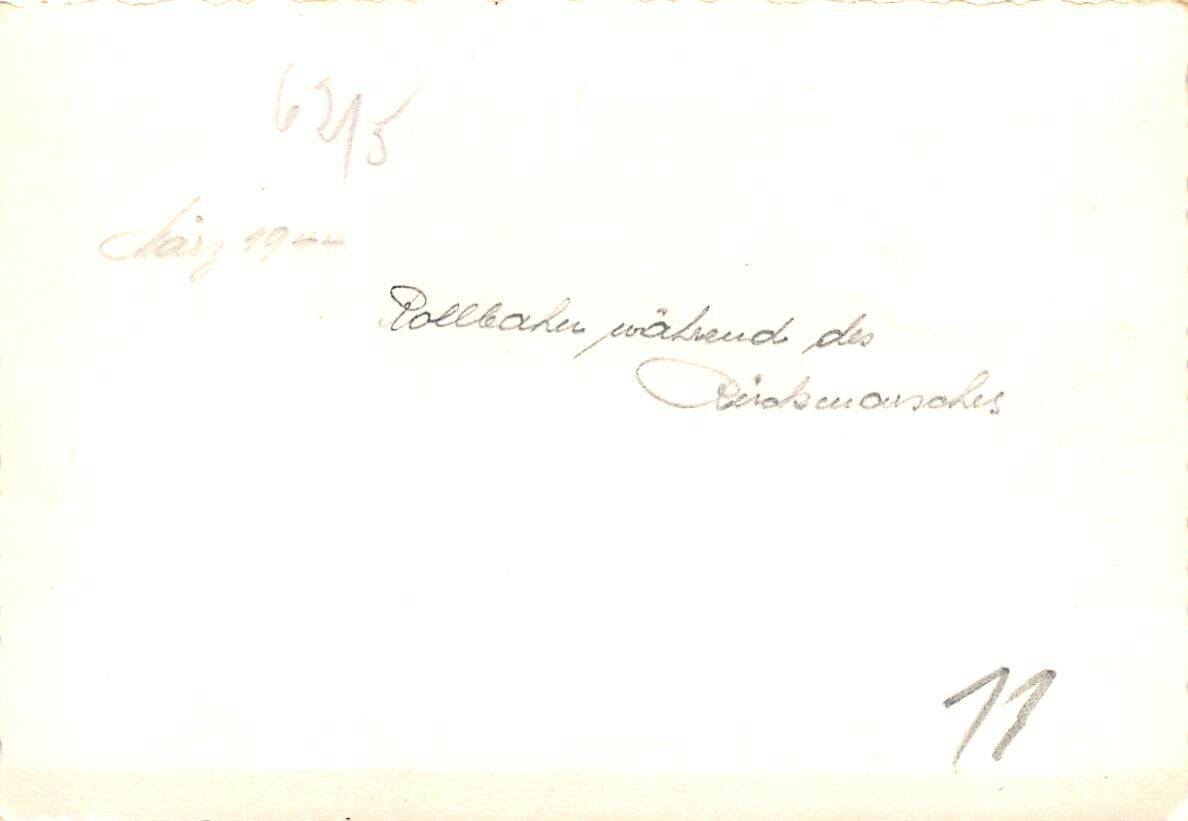 62/5
März 1944
Rollbahn während des
Rückmarsches
11